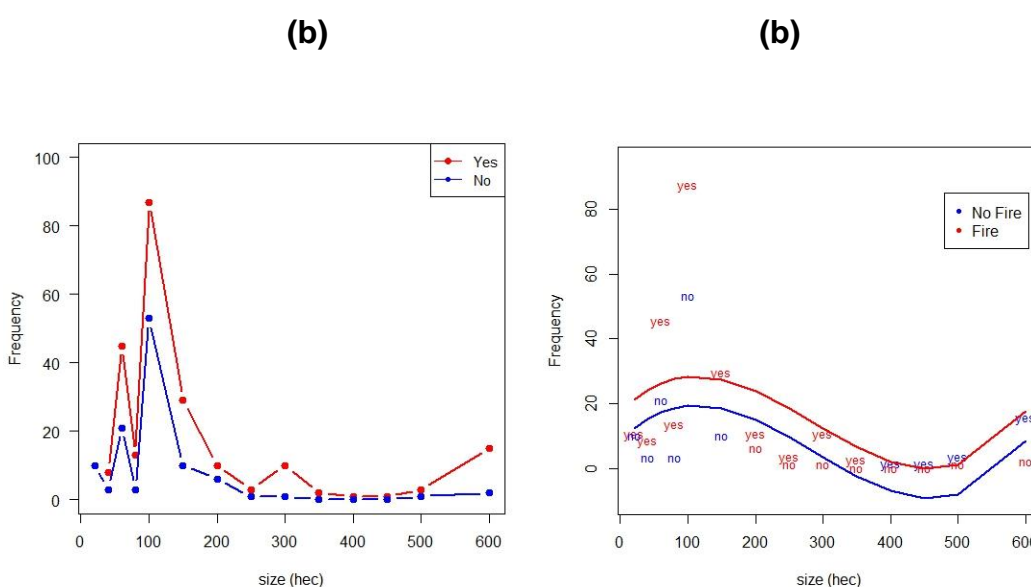 (b)
(b)
Frequency
100
80
60
40
20
0
Yes
No
0 100 200 300 400 500 600
size (hec)
Frequency
80
60
40
20
0
No Fire
Fire
yes
no
yes
no
yes
yes
no
yes
no
yes
no
no
yes
no
yes
no
yes
no
yes
no
yes
no
yes
no
yes
no
yes
no
0 100 200 300 400 500 600
size (hec)